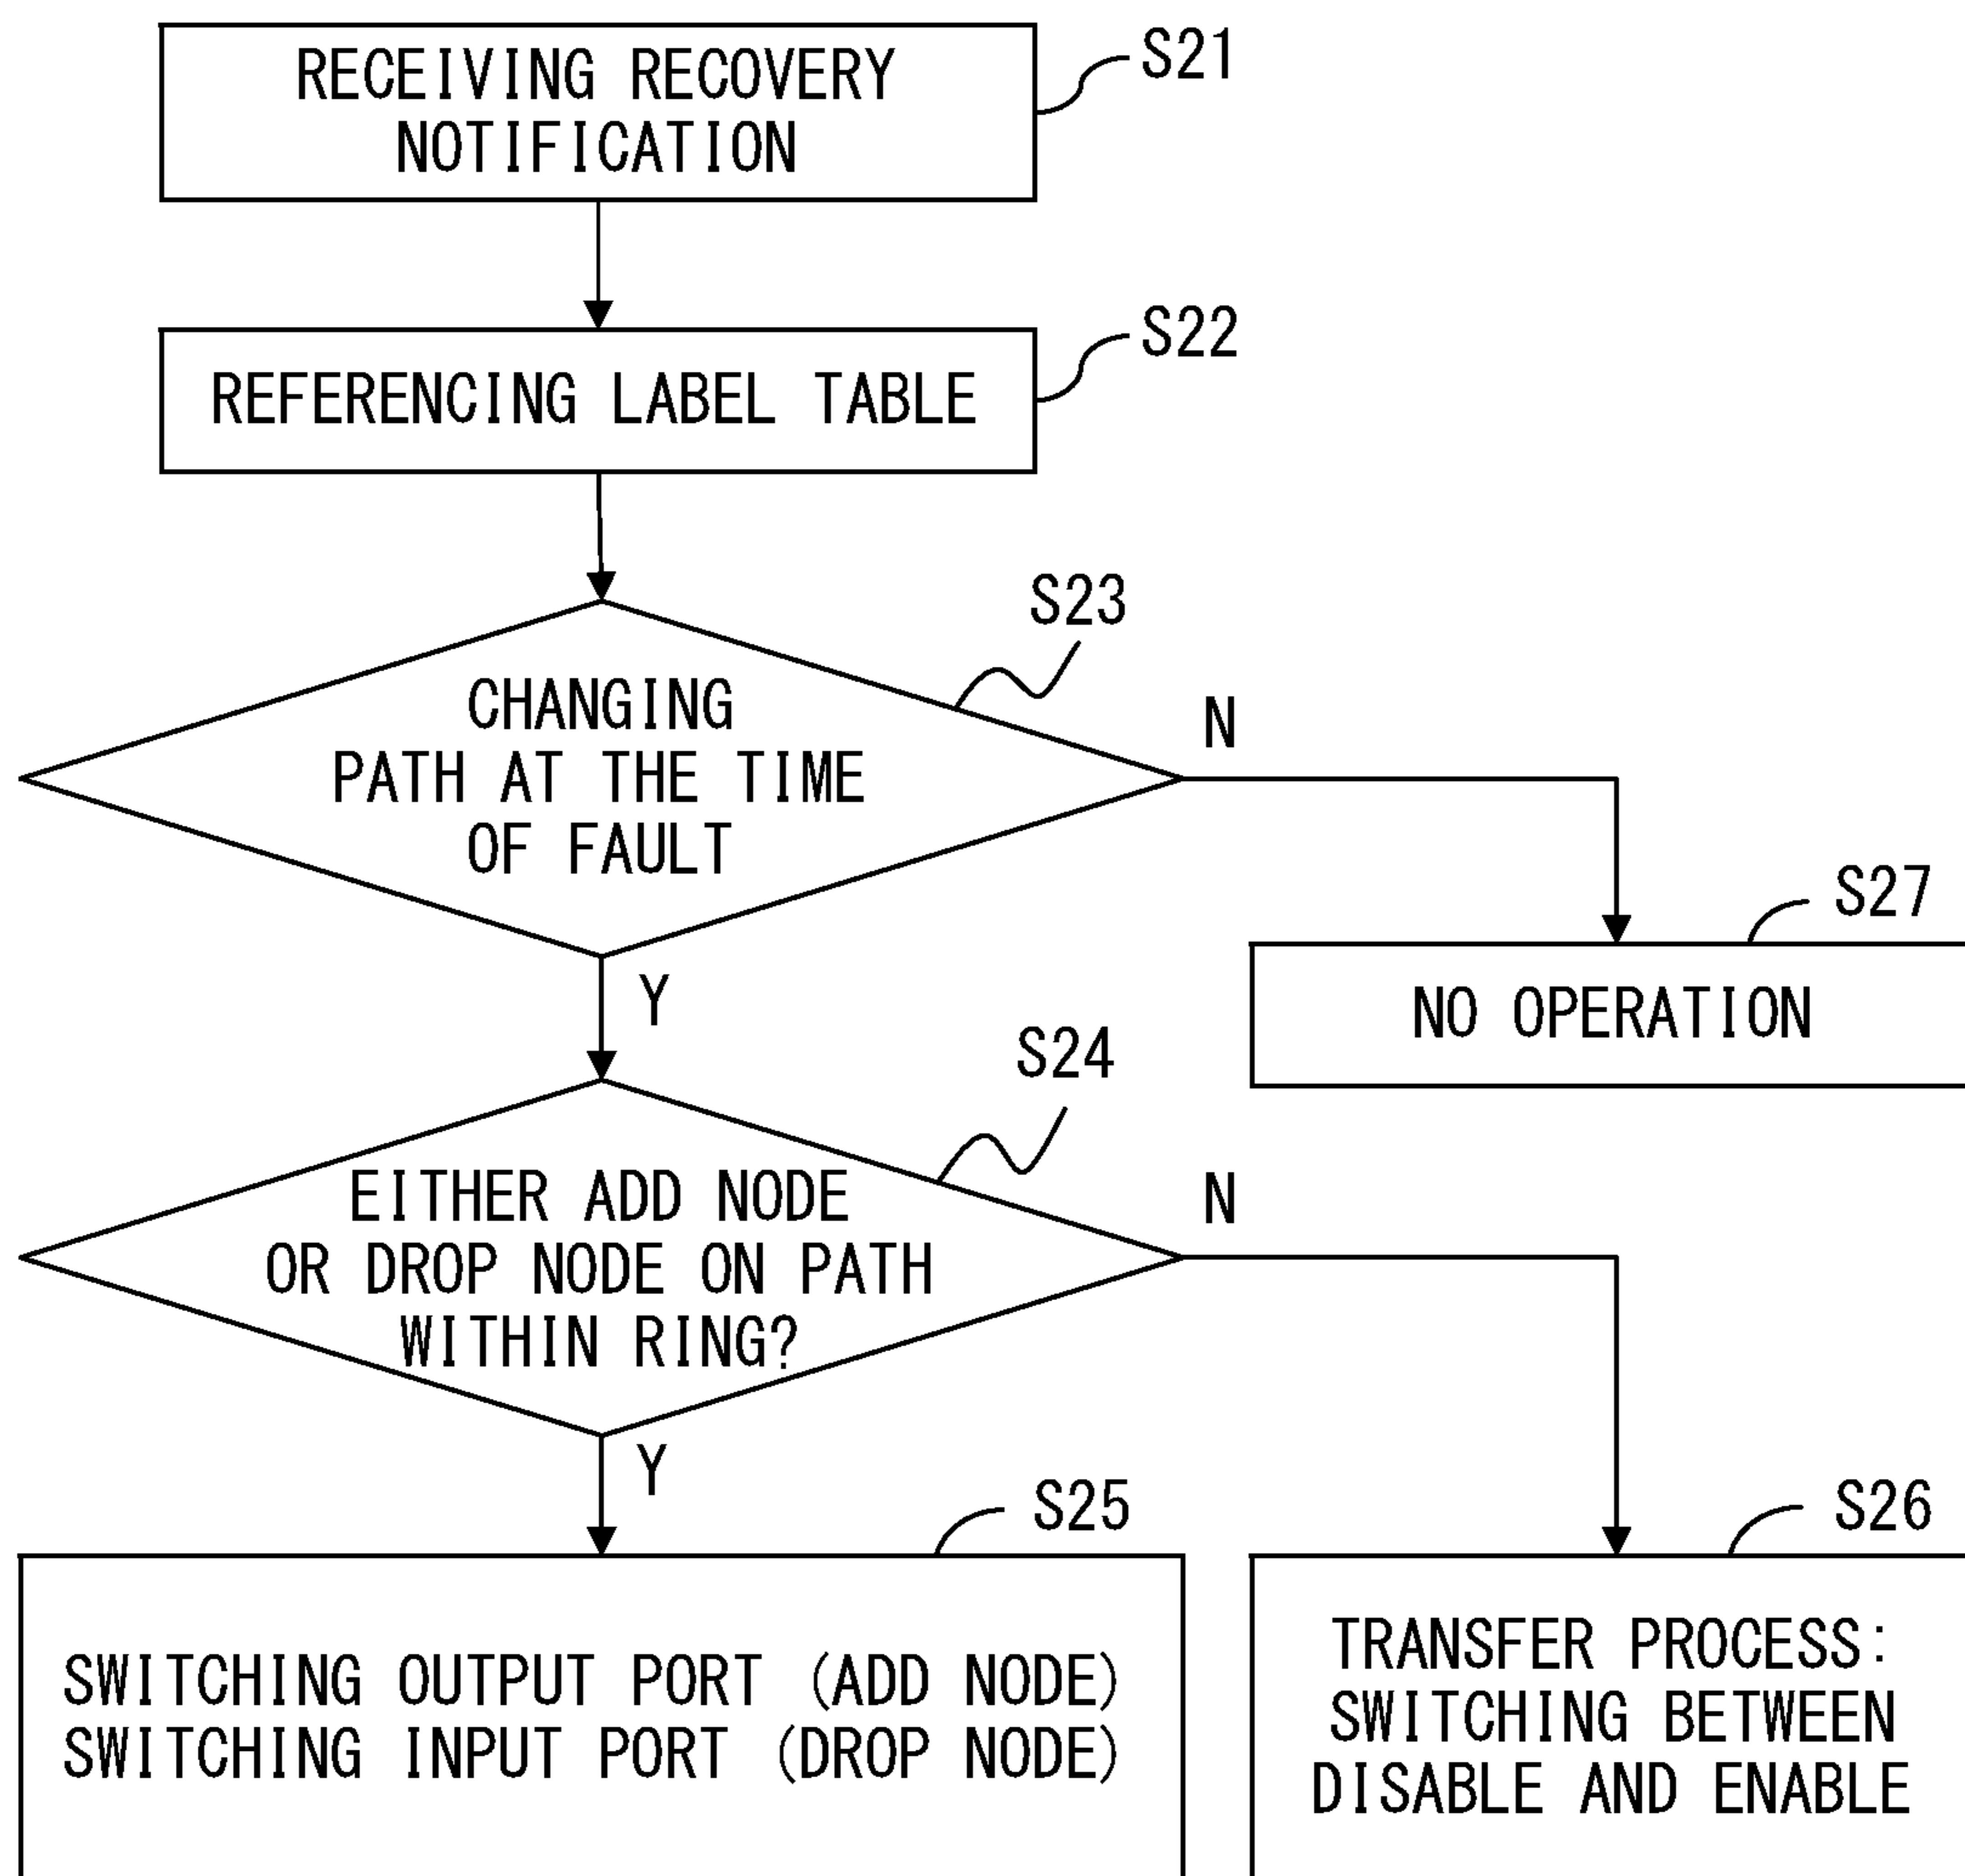 RECEIVING RECOVERY
NOTIFICATION
S21
REFERENCING LABEL TABLE
S22
CHANGING
PATH AT THE TIME
OF FAULT
S23
N
Y
NO OPERATION
S27
EITHER ADD NODE
OR DROP NODE ON PATH
WITHIN RING?
S24
N
Y
SWITCHING OUTPUT PORT (ADD NODE)
SWITCHING INPUT PORT (DROP NODE)
S25
TRANSFER PROCESS:
SWITCHING BETWEEN
DISABLE AND ENABLE
S26